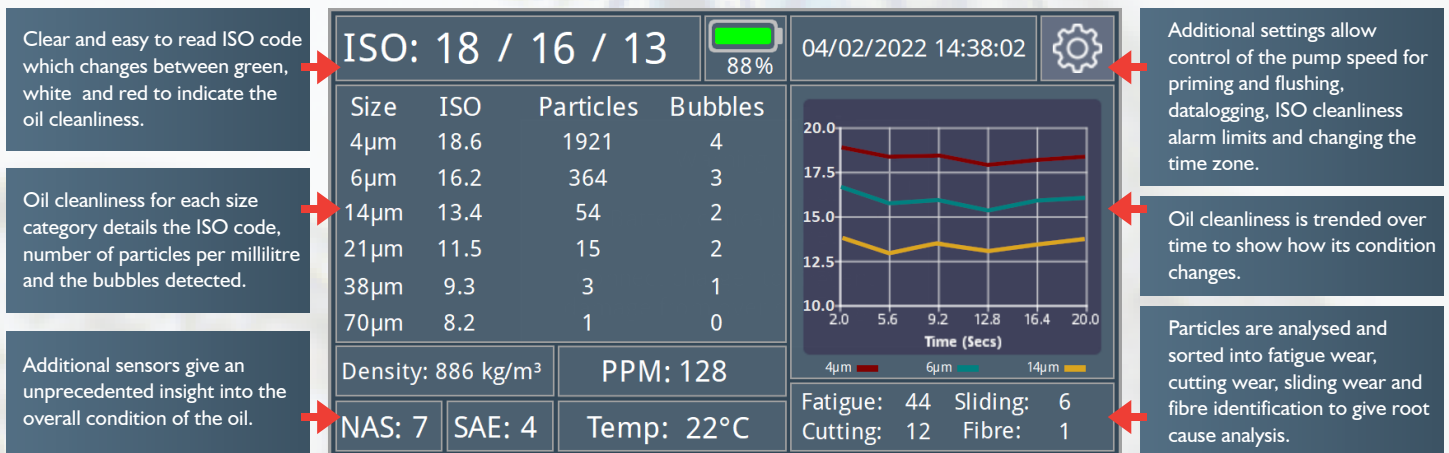 Clear and easy to read ISO code
which changes between green,
white and red to indicate the
oil cleanliness.
Oil cleanliness for each size
category details the ISO code,
number of particles per millilitre
and the bubbles detected.
Additional sensors give an
unprecedented insight into the
overall condition of the oil.
ISO: 18 / 16 / 13
88%
04/02/2022 14:38:02
Size ISO Particles Bubbles
4µm 18.6 1921 4
6µm 16.2 364 3
14µm 13.4 54 2
21µm 11.5 15 2
38µm 9.3 3 1
70µm 8.2 1 0
Density: 886 kg/m³ PPM: 128
NAS: 7 SAE: 4 Temp: 22°C
20.0
17.5
15.0
12.5
10.0
2.0 5.6 9.2 12.8 16.4 20.0
Time (Secs)
4µm 6µm 14µm
Fatigue: 44 Sliding: 6
Cutting: 12 Fibre: 1
Additional settings allow
control of the pump speed for
priming and flushing,
datalogging, ISO cleanliness
alarm limits and changing the
time zone.
Oil cleanliness is trended over
time to show how its condition
changes.
Particles are analysed and
sorted into fatigue wear,
cutting wear, sliding wear and
fibre identification to give root
cause analysis.